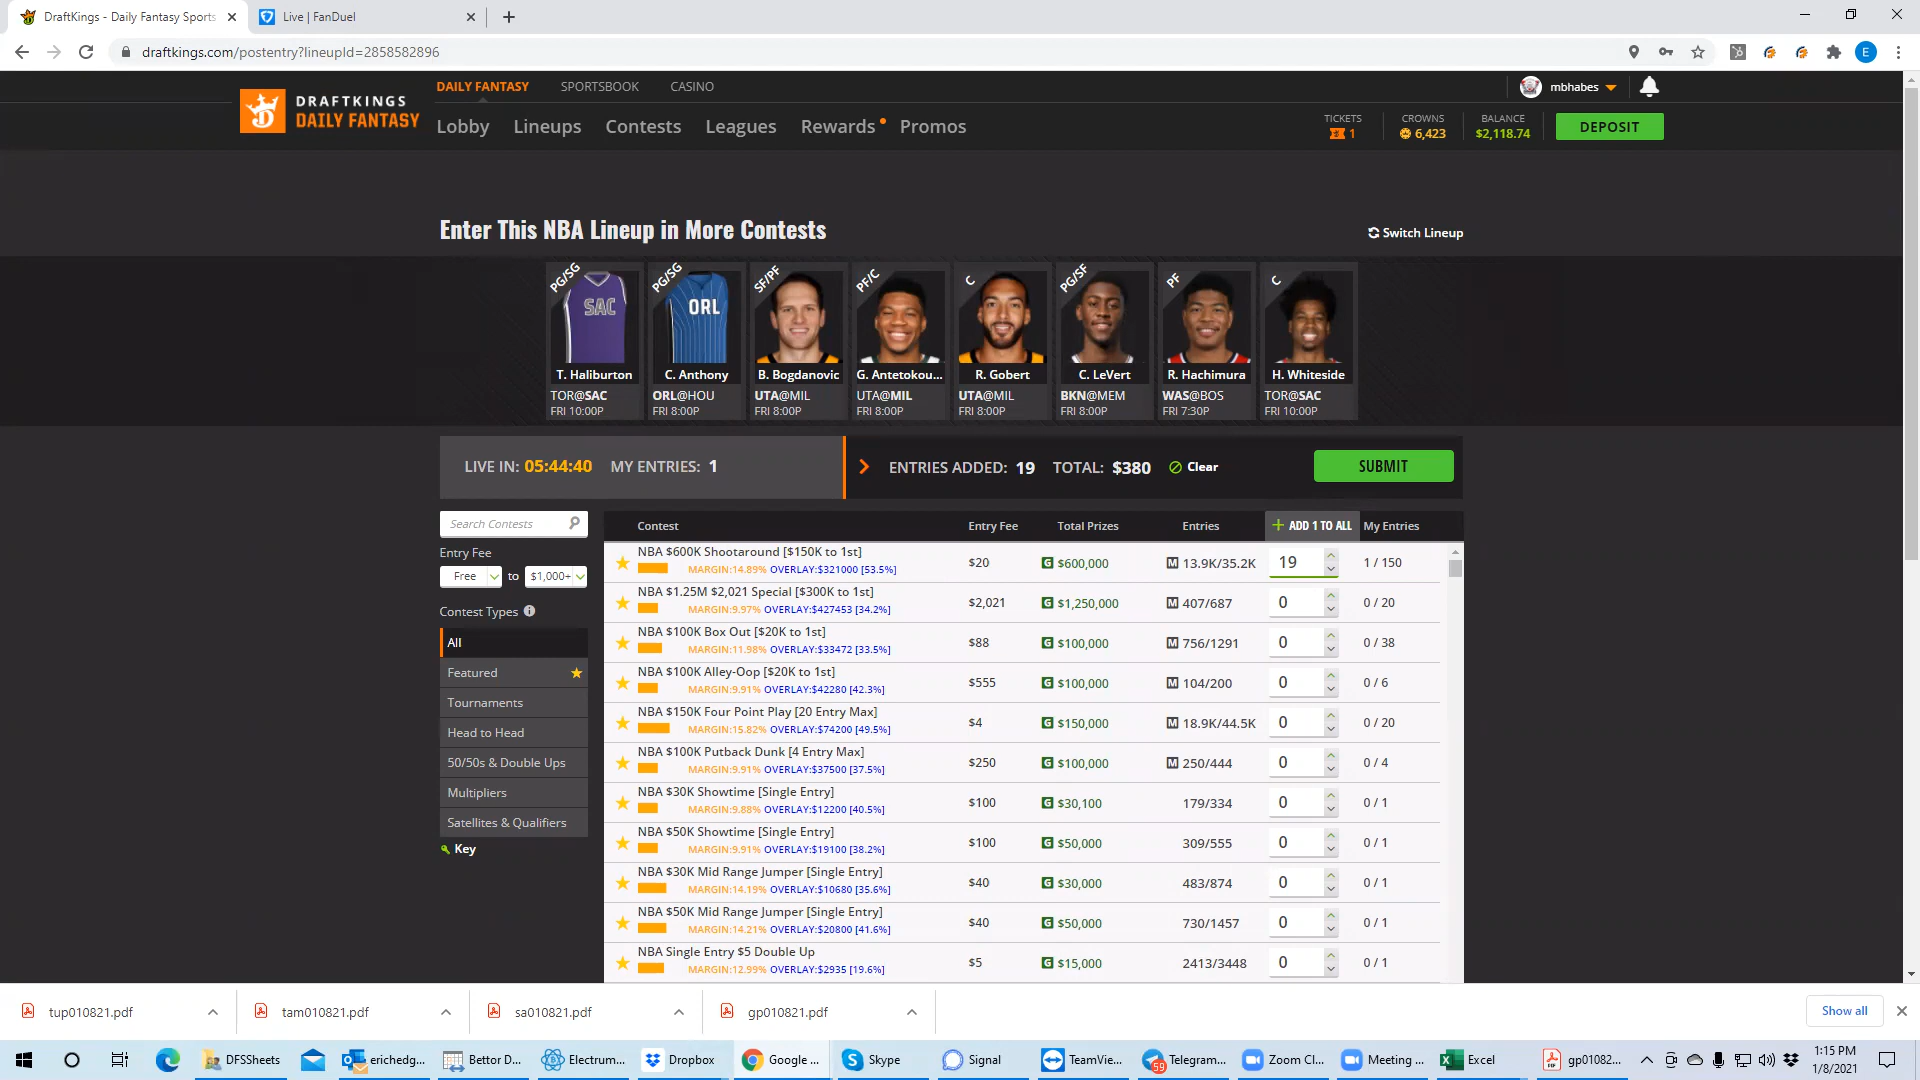 DraftKings - Daily Fantasy Sports
Live | FanDuel
draftkings.com/postentry?lineupId=2858582896
E
DRAFTKINGS
DAILY FANTASY
DAILY FANTASY SPORTSBOOK CASINO
mbhabes
Lobby Lineups Contests Leagues Rewards Promos
TICKETS
1
CROWNS
6,423
BALANCE
$2,118.74
DEPOSIT
Enter This NBA Lineup in More Contests
Switch Lineup
PG/SG
SAC
T. Haliburton
TOR@SAC
FRI 10:00P
PG/SG
ORL
C. Anthony
ORL@HOU
FRI 8:00P
SF/PF
B. Bogdanovic
UTA@MIL
FRI 8:00P
PF/C
G. Antetokou...
UTA@MIL
FRI 8:00P
C
R. Gobert
UTA@MIL
FRI 8:00P
PG/SF
C. LeVert
BKN@MEM
FRI 8:00P
PF
R. Hachimura
WAS@BOS
FRI 7:30P
C
H. Whiteside
TOR@SAC
FRI 10:00P
LIVE IN: 05:44:40 MY ENTRIES: 1
ENTRIES ADDED: 19 TOTAL: $380 Clear
SUBMIT
Search Contests
Entry Fee
Free to $1,000+
Contest Types
All
Featured
Tournaments
Head to Head
50/50s & Double Ups
Multipliers
Satellites & Qualifiers
Key
Contest Entry Fee Total Prizes Entries + ADD 1 TO ALL My Entries
NBA $600K Shootaround [$150K to 1st]
MARGIN:14.89% OVERLAY:$321000 [53.5%]
$20 G $600,000 M 13.9K/35.2K 19 1 / 150
NBA $1.25M $2,021 Special [$300K to 1st]
MARGIN:9.97% OVERLAY:$427453 [34.2%]
$2,021 G $1,250,000 M 407/687 0 0 / 20
NBA $100K Box Out [$20K to 1st]
MARGIN:11.98% OVERLAY:$33472 [33.5%]
$88 G $100,000 M 756/1291 0 0 / 38
NBA $100K Alley-Oop [$20K to 1st]
MARGIN:9.91% OVERLAY:$42280 [42.3%]
$555 G $100,000 M 104/200 0 0 / 6
NBA $150K Four Point Play [20 Entry Max]
MARGIN:15.82% OVERLAY:$74200 [49.5%]
$4 G $150,000 M 18.9K/44.5K 0 0 / 20
NBA $100K Putback Dunk [4 Entry Max]
MARGIN:9.91% OVERLAY:$37500 [37.5%]
$250 G $100,000 M 250/444 0 0 / 4
NBA $30K Showtime [Single Entry]
MARGIN:9.88% OVERLAY:$12200 [40.5%]
$100 G $30,100 179/334 0 0 / 1
NBA $50K Showtime [Single Entry]
MARGIN:9.91% OVERLAY:$19100 [38.2%]
$100 G $50,000 309/555 0 0 / 1
NBA $30K Mid Range Jumper [Single Entry]
MARGIN:14.19% OVERLAY:$10680 [35.6%]
$40 G $30,000 483/874 0 0 / 1
NBA $50K Mid Range Jumper [Single Entry]
MARGIN:14.21% OVERLAY:$20800 [41.6%]
$40 G $50,000 730/1457 0 0 / 1
NBA Single Entry $5 Double Up
MARGIN:12.99% OVERLAY:$2935 [19.6%]
$5 G $15,000 2413/3448 0 0 / 1
tup010821.pdf
tam010821.pdf
sa010821.pdf
gp010821.pdf
Show all
DFSSheets
erichedg...
Bettor D...
Electrum...
Dropbox
Google ...
Skype
Signal
TeamVie...
59
Telegram...
Zoom Cl...
Meeting ...
Excel
gp01082...
1:15 PM
1/8/2021